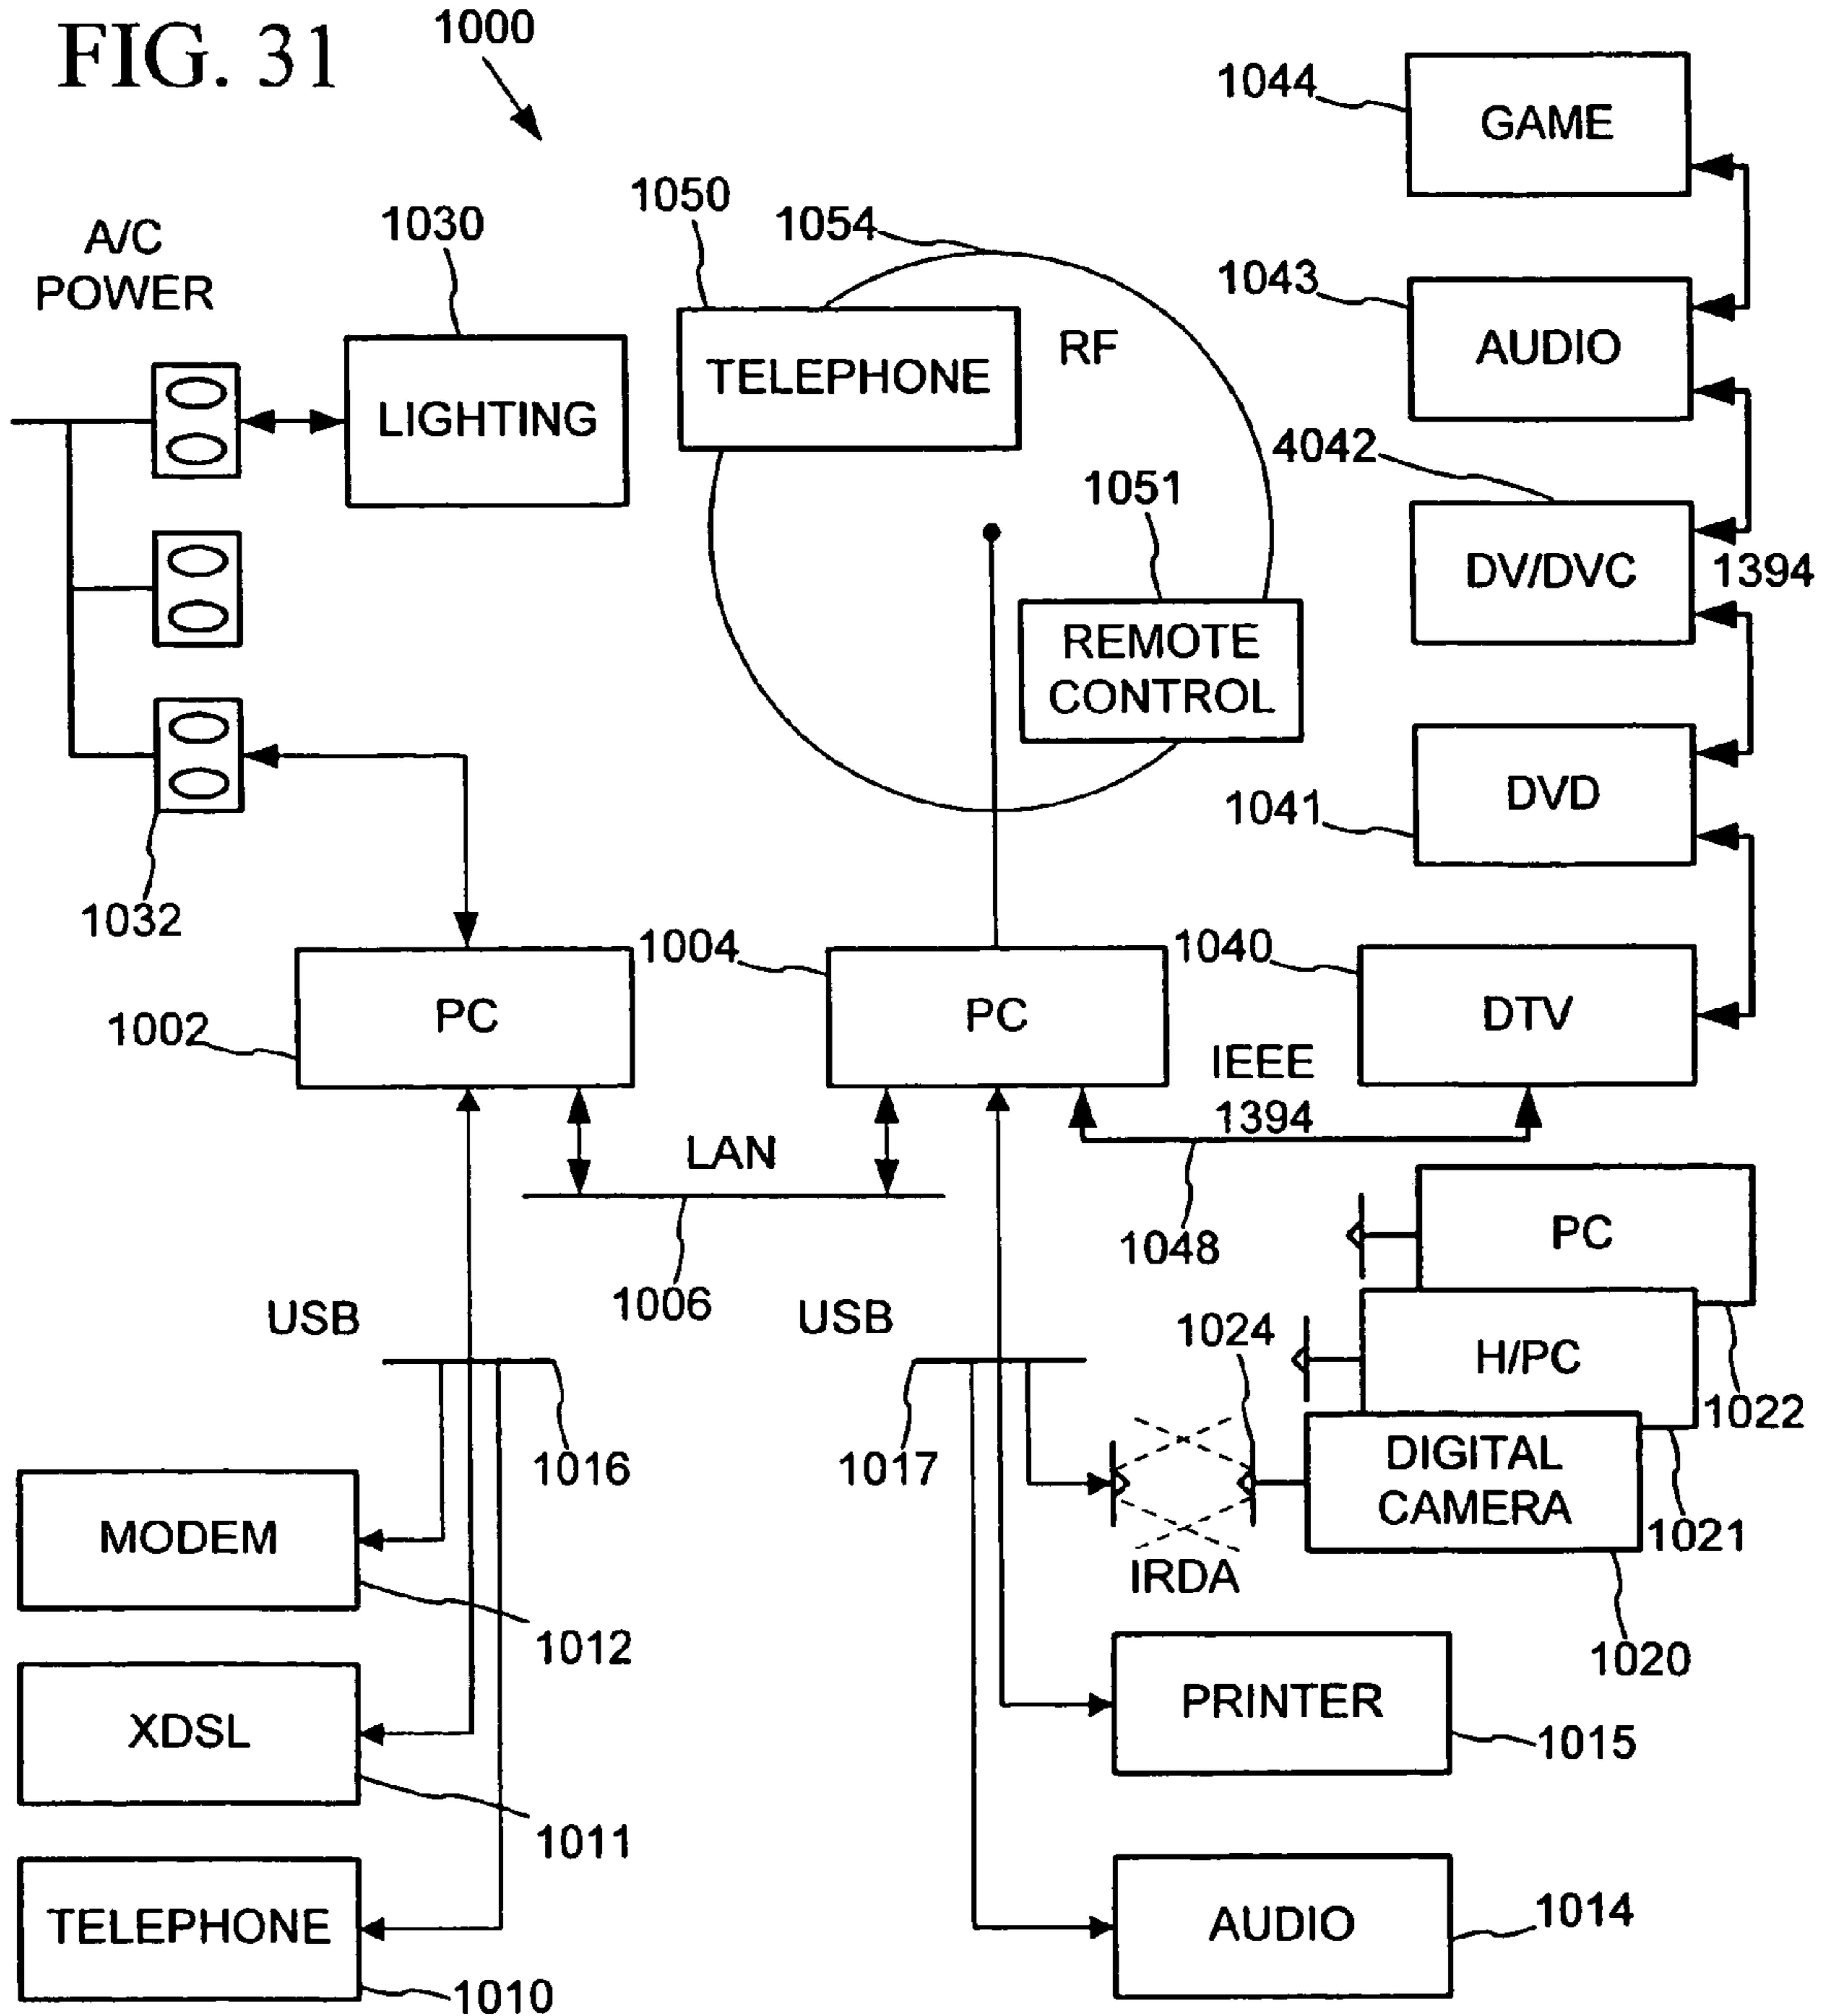 FIG. 31
1000
1044
GAME
1050
1054
A/C
POWER
1030
1043
AUDIO
RF
TELEPHONE
LIGHTING
4042
1051
DV/DVC
1394
REMOTE
CONTROL
DVD
1041
1032
1004
1040
PC
PC
DTV
1002
IEEE
1394
LAN
1048
PC
1006
USB
USB
1024
H/PC
1022
1016
1017
DIGITAL
CAMERA
1021
MODEM
IRDA
1012
1020
PRINTER
XDSL
1015
1011
1014
AUDIO
TELEPHONE
1010